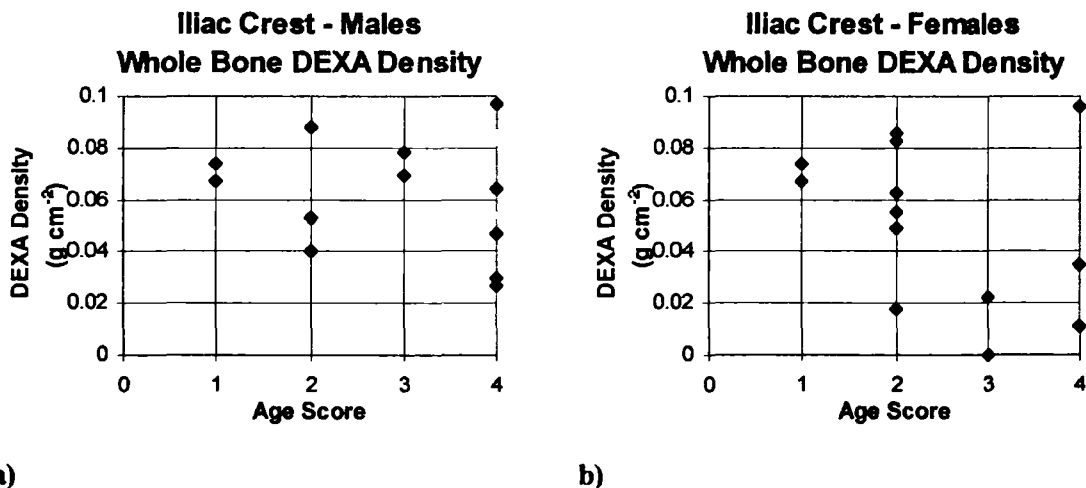 Iliac Crest - Males
Whole Bone DEXA Density
DEXA Density
(g cm-2)
0.1
0.08
0.06
0.04
0.02
0
0 1 2 3 4
Age Score
a)
Iliac Crest - Females
Whole Bone DEXA Density
DEXA Density
(g cm-2)
0.1
0.08
0.06
0.04
0.02
0
0 1 2 3 4
Age Score
b)